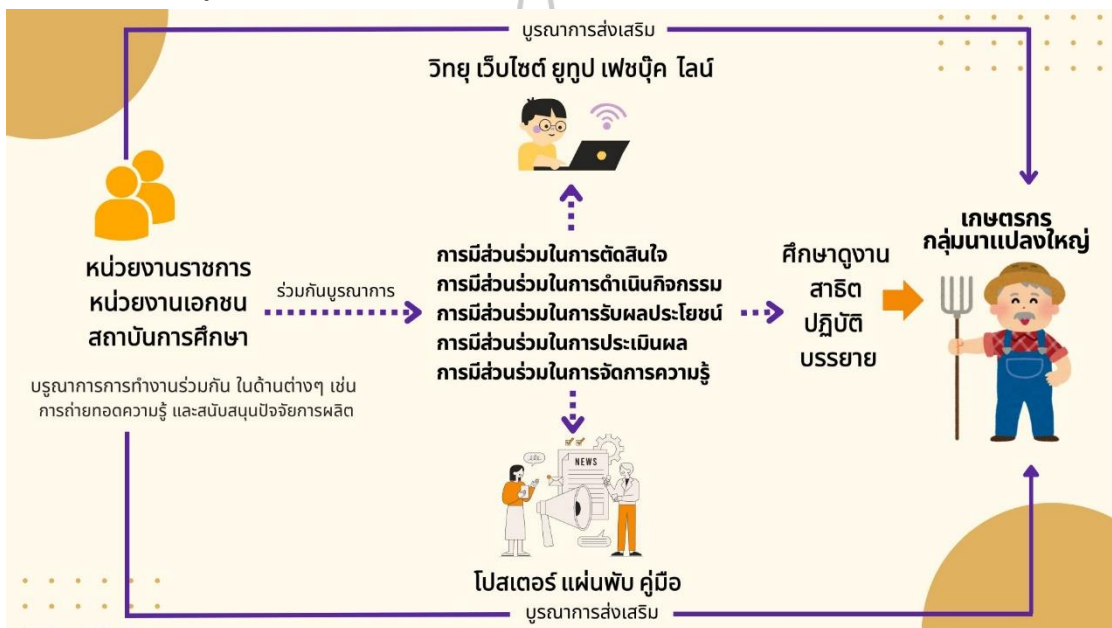 บูรณาการส่งเสริม
วิทยุ เว็บไซต์ ยูทูป เฟซบุ๊ค ไลน์
หน่วยงานราชการ
หน่วยงานเอกชน
สถาบันการศึกษา
บรูณาการการทำงานร่วมกัน ในด้านต่างๆ เช่น
การถ่ายทอดความรู้ และสนับสนุนปัจจัยการผลิต
ร่วมกันบูรณาการ
การมีส่วนร่วมในการตัดสินใจ
การมีส่วนร่วมในการดำเนินกิจกรรม
การมีส่วนร่วมในการรับผลประโยชน์
การมีส่วนร่วมในการประเมินผล
การมีส่วนร่วมในการจัดการความรู้
ศึกษาดูงาน
สาธิต
ปฏิบัติ
บรรยาย
เกษตรกร
กลุ่มนาแปลงใหญ่
NEWS
โปสเตอร์ แผ่นพับ คู่มือ
บูรณาการส่งเสริม